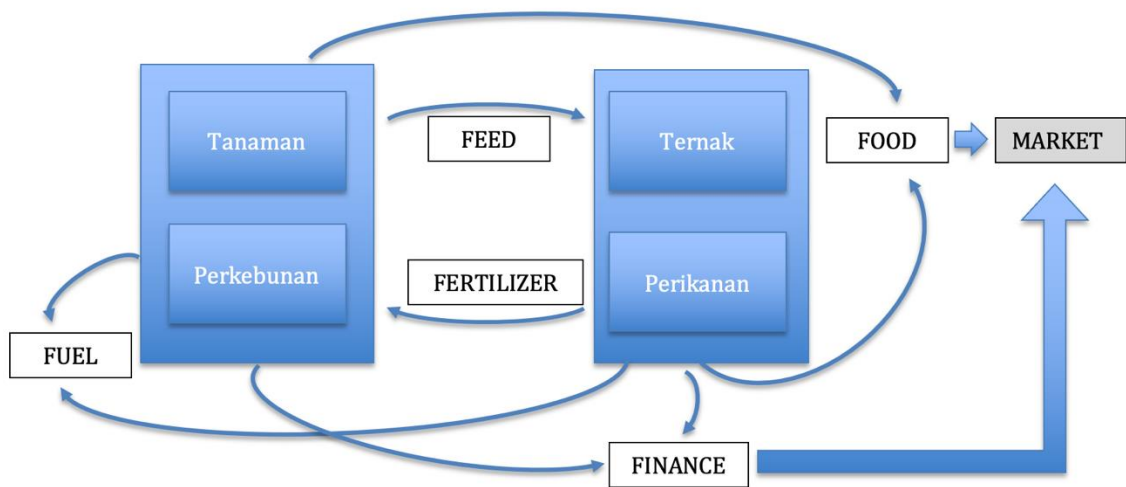 Tanaman
FEED
Ternak
FOOD
MARKET
Perkebunan
FERTILIZER
Perikanan
FUEL
FINANCE